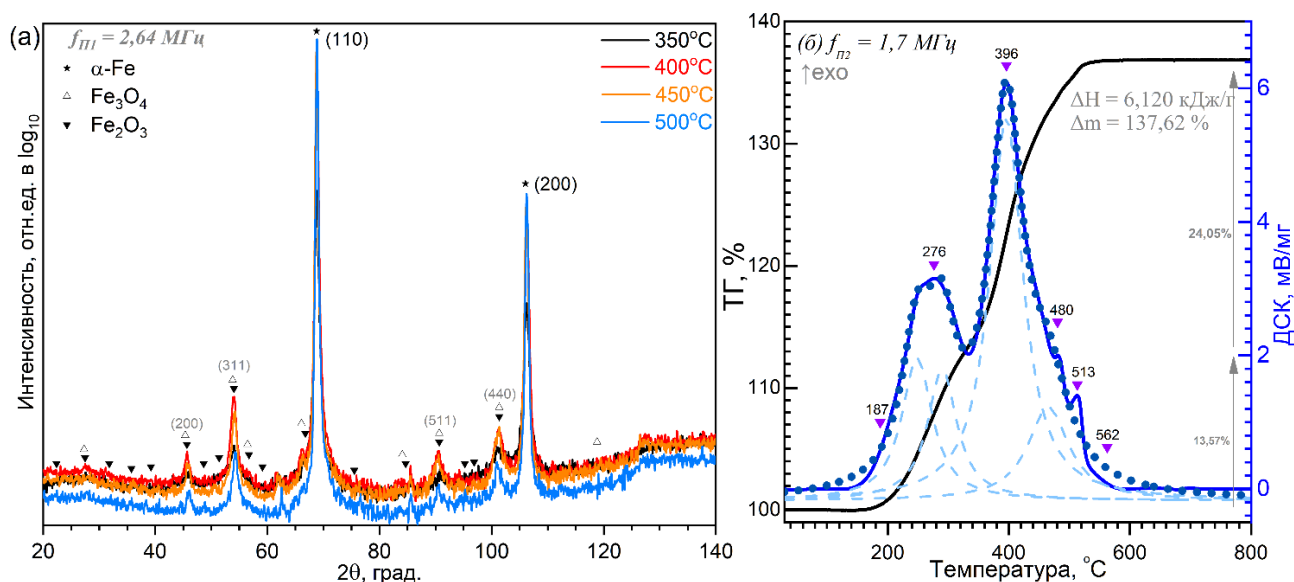 (а)
f_П1 = 2,64 МГц
★ α-Fe
△ Fe₃O₄
▼ Fe₂O₃
350°C
400°C
450°C
500°C
★ (110)
★ (200)
(200)
(311)
(511)
(440)
Интенсивность, отн.ед. в log₁₀
20 40 60 80 100 120 140
2θ, град.
(б) f_П2 = 1,7 МГц
↑exo
ΔH = 6,120 кДж/г
Δm = 137,62 %
396
276
480
513
187
562
24,05%
13,57%
ТГ, %
140
130
120
110
100
ДСК, мВ/мг
6
4
2
0
200 400 600 800
Температура, °C